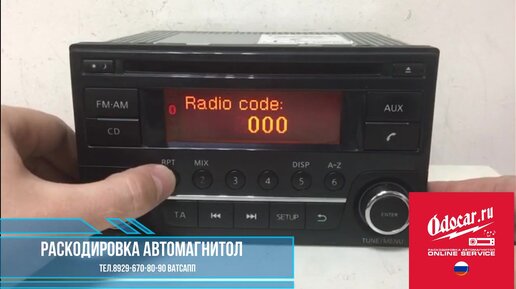 Radio code:
000
FM·AM
CD
AUX
RPT
MIX
DISP
A-Z
2
3
4
5
6
TA
SETUP
ENTER
TUNE/MENU
РАСКОДИРОВКА АВТОМАГНИТОЛ
ТЕЛ.8929-670-80-90 ВАТСАПП
Odocar.ru
ONLINE SERVICE